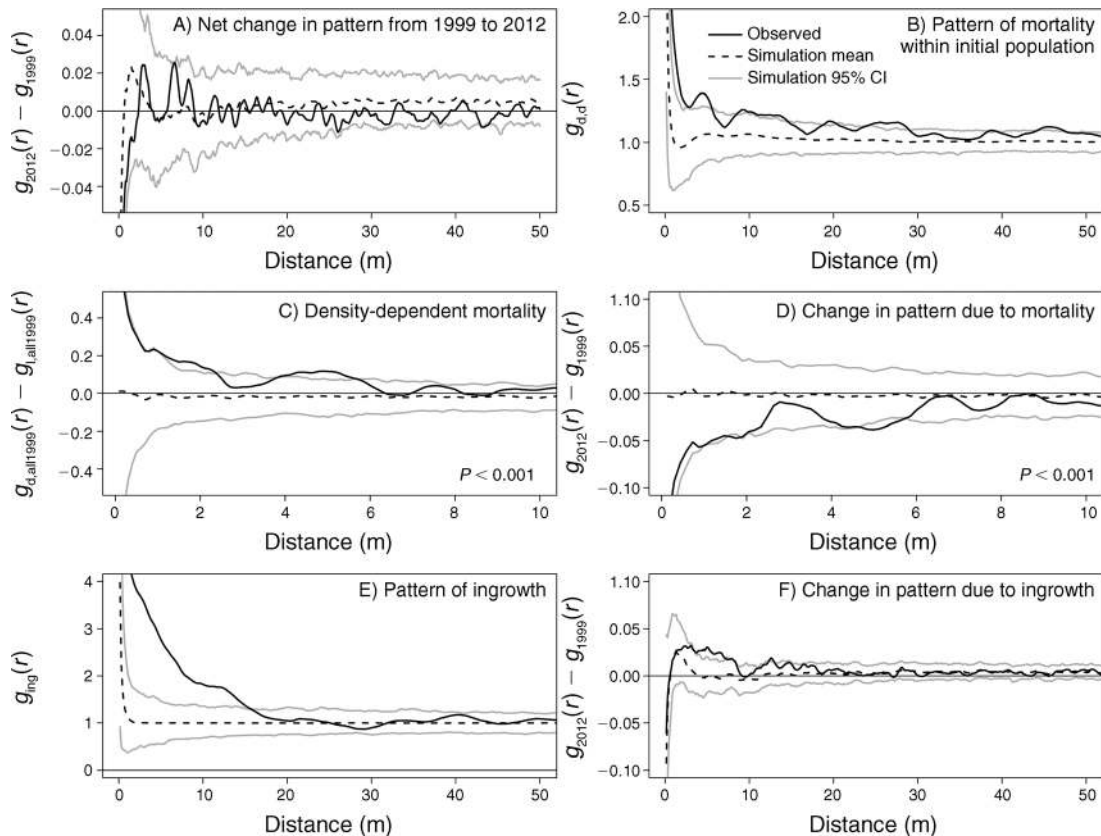 A) Net change in pattern from 1999 to 2012
g2012(r) − g1999(r)
0.04
0.02
0.00
−0.02
−0.04
0 10 20 30 40 50
Distance (m)
B) Pattern of mortality
within initial population
Observed
Simulation mean
Simulation 95% CI
gd,d(r)
2.0
1.5
1.0
0.5
0 10 20 30 40 50
Distance (m)
C) Density-dependent mortality
gd,all1999(r) − gl,all1999(r)
0.4
0.2
0.0
−0.2
−0.4
P < 0.001
0 2 4 6 8 10
Distance (m)
D) Change in pattern due to mortality
g2012(r) − g1999(r)
1.10
0.05
0.00
−0.05
−0.10
P < 0.001
0 2 4 6 8 10
Distance (m)
E) Pattern of ingrowth
ging(r)
4
3
2
1
0
0 10 20 30 40 50
Distance (m)
F) Change in pattern due to ingrowth
g2012(r) − g1999(r)
1.10
0.05
0.00
−0.05
−0.10
0 10 20 30 40 50
Distance (m)